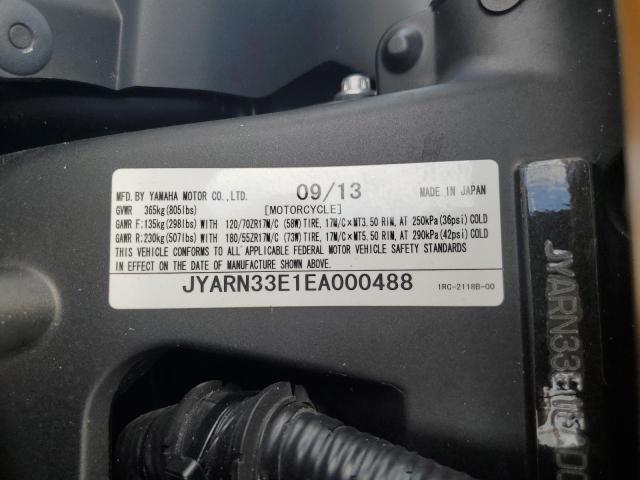 MFD.BY YAMAHA MOTOR CO.,LTD. 09/13 MADE IN JAPAN
GVWR 365kg(805lbs) [MOTORCYCLE]
GAWR F:135kg(298lbs)WITH 120/70ZR17M/C (58W)TIRE, 17M/C×MT3.50 RIM, AT 250kPa(36psi)COLD
GAWR R:230kg(507lbs)WITH 180/55ZR17M/C (73W)TIRE, 17M/C×MT5.50 RIM, AT 290kPa(42psi)COLD
THIS VEHICLE CONFORMS TO ALL APPLICABLE FEDERAL MOTOR VEHICLE SAFETY STANDARDS
IN EFFECT ON THE DATE OF MANUFACTURE SHOWN ABOVE.
JYARN33E1EA000488 1RC-2118B-00